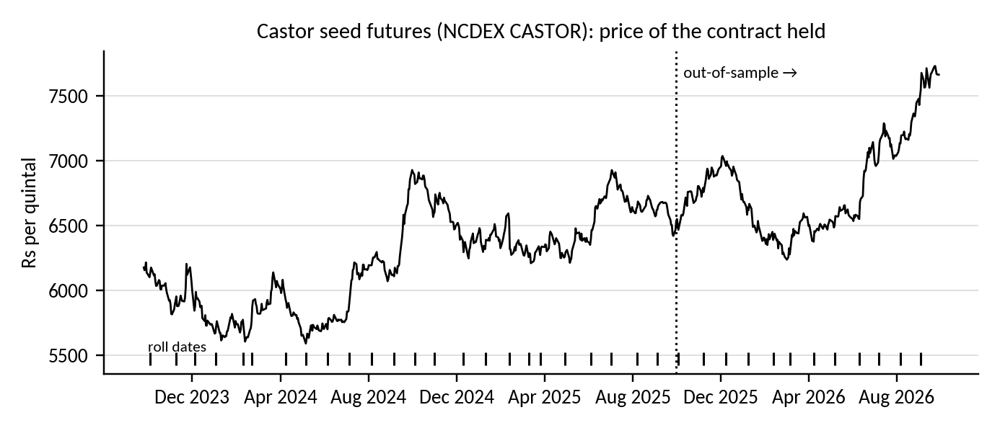 Castor seed futures (NCDEX CASTOR): price of the contract held
out-of-sample →
Rs per quintal
7500
7000
6500
6000
5500
roll dates
Dec 2023 Apr 2024 Aug 2024 Dec 2024 Apr 2025 Aug 2025 Dec 2025 Apr 2026 Aug 2026